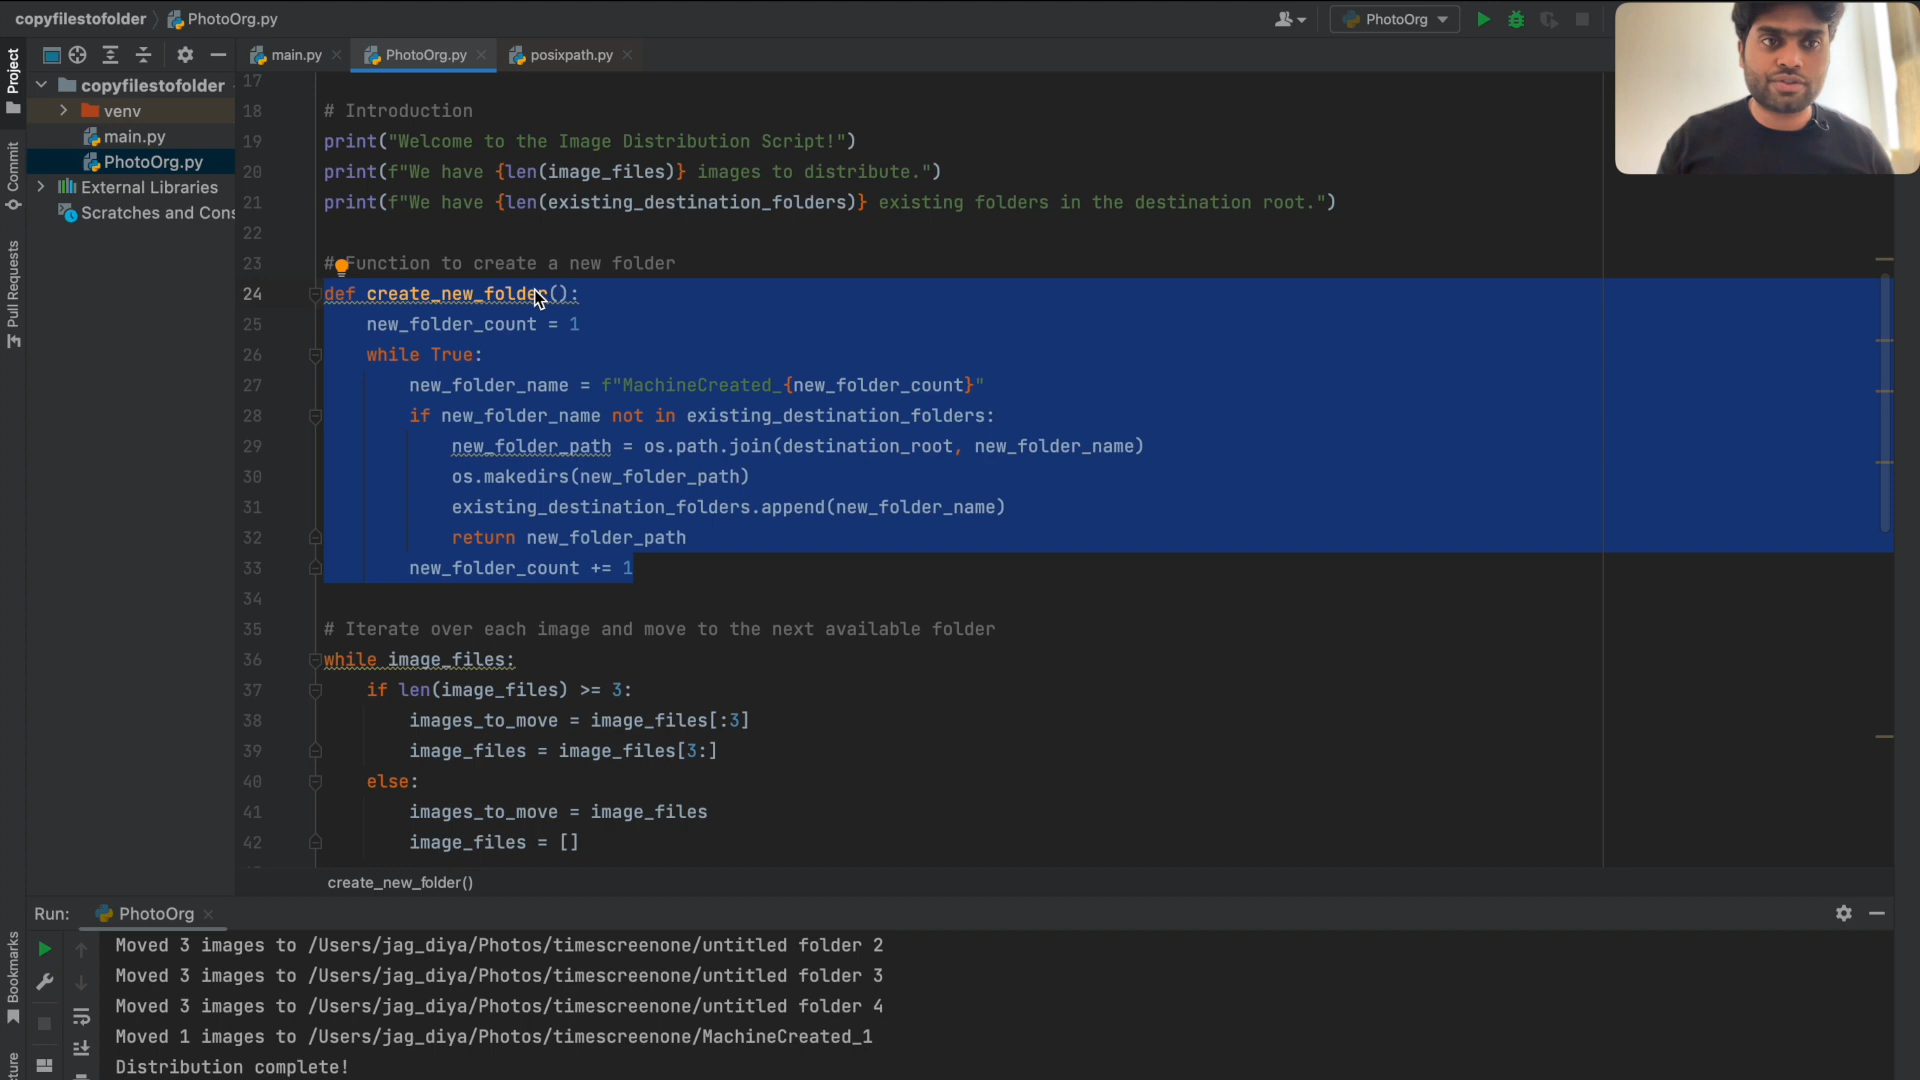 copyfilestofolder PhotoOrg.py
PhotoOrg
Project
Commit
Pull Requests
Bookmarks
main.py PhotoOrg.py posixpath.py
copyfilestofolder
venv
main.py
PhotoOrg.py
External Libraries
Scratches and Con
17
18 # Introduction
19 print("Welcome to the Image Distribution Script!")
20 print(f"We have {len(image_files)} images to distribute.")
21 print(f"We have {len(existing_destination_folders)} existing folders in the destination root.")
22
23 # Function to create a new folder
24 def create_new_folder():
25 new_folder_count = 1
26 while True:
27 new_folder_name = f"MachineCreated_{new_folder_count}"
28 if new_folder_name not in existing_destination_folders:
29 new_folder_path = os.path.join(destination_root, new_folder_name)
30 os.makedirs(new_folder_path)
31 existing_destination_folders.append(new_folder_name)
32 return new_folder_path
33 new_folder_count += 1
34
35 # Iterate over each image and move to the next available folder
36 while image_files:
37 if len(image_files) >= 3:
38 images_to_move = image_files[:3]
39 image_files = image_files[3:]
40 else:
41 images_to_move = image_files
42 image_files = []
create_new_folder()
Run: PhotoOrg
Moved 3 images to /Users/jag_diya/Photos/timescreenone/untitled folder 2
Moved 3 images to /Users/jag_diya/Photos/timescreenone/untitled folder 3
Moved 3 images to /Users/jag_diya/Photos/timescreenone/untitled folder 4
Moved 1 images to /Users/jag_diya/Photos/timescreenone/MachineCreated_1
Distribution complete!